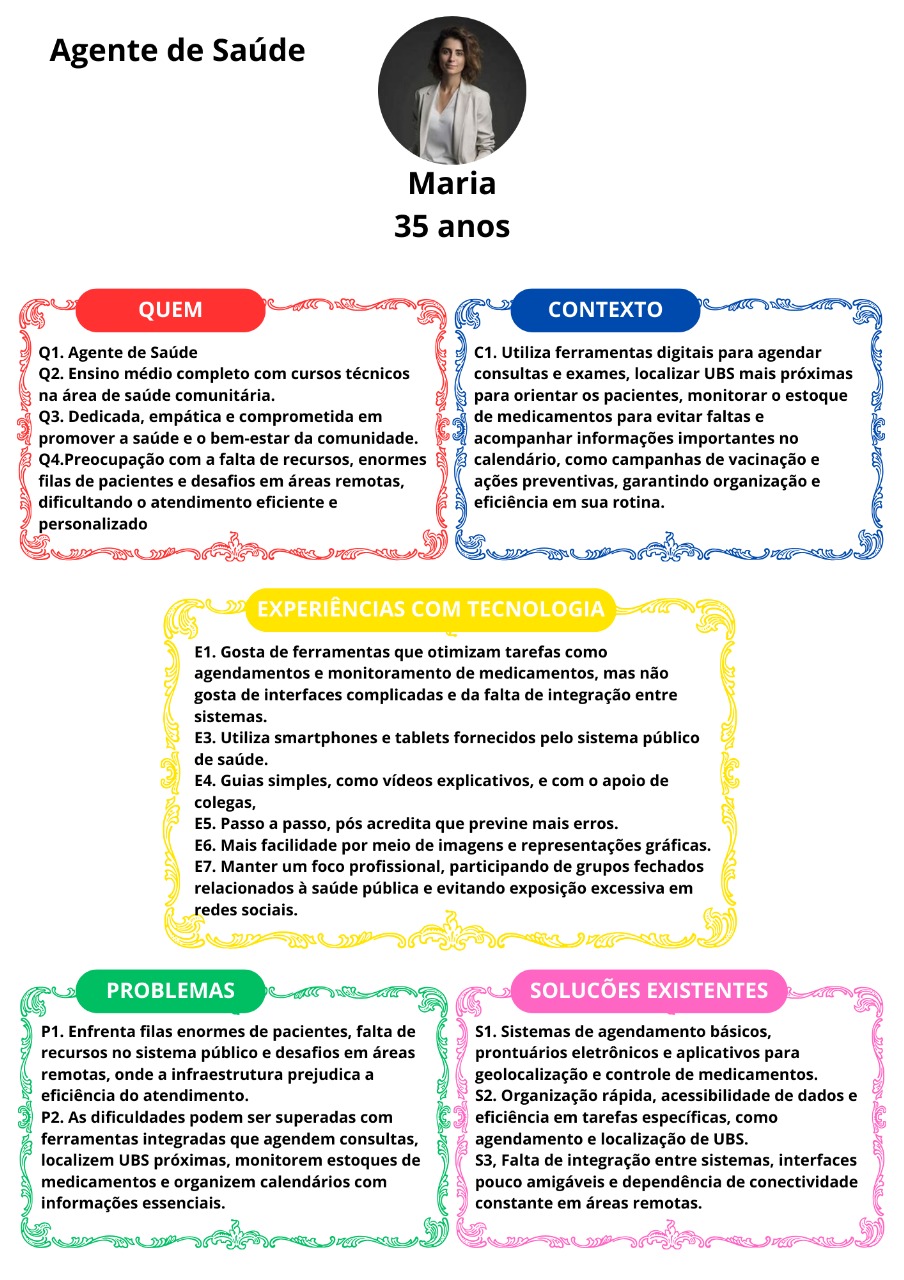 Agente de Saúde
Maria
35 anos
QUEM
Q1. Agente de Saúde
Q2. Ensino médio completo com cursos técnicos
na área de saúde comunitária.
Q3. Dedicada, empática e comprometida em
promover a saúde e o bem-estar da comunidade.
Q4.Preocupação com a falta de recursos, enormes
filas de pacientes e desafios em áreas remotas,
dificultando o atendimento eficiente e
personalizado
CONTEXTO
C1. Utiliza ferramentas digitais para agendar
consultas e exames, localizar UBS mais próximas
para orientar os pacientes, monitorar o estoque
de medicamentos para evitar faltas e
acompanhar informações importantes no
calendário, como campanhas de vacinação e
ações preventivas, garantindo organização e
eficiência em sua rotina.
EXPERIÊNCIAS COM TECNOLOGIA
E1. Gosta de ferramentas que otimizam tarefas como
agendamentos e monitoramento de medicamentos, mas não
gosta de interfaces complicadas e da falta de integração entre
sistemas.
E3. Utiliza smartphones e tablets fornecidos pelo sistema público
de saúde.
E4. Guias simples, como vídeos explicativos, e com o apoio de
colegas,
E5. Passo a passo, pós acredita que previne mais erros.
E6. Mais facilidade por meio de imagens e representações gráficas.
E7. Manter um foco profissional, participando de grupos fechados
relacionados à saúde pública e evitando exposição excessiva em
redes sociais.
PROBLEMAS
P1. Enfrenta filas enormes de pacientes, falta de
recursos no sistema público e desafios em áreas
remotas, onde a infraestrutura prejudica a
eficiência do atendimento.
P2. As dificuldades podem ser superadas com
ferramentas integradas que agendem consultas,
localizem UBS próximas, monitorem estoques de
medicamentos e organizem calendários com
informações essenciais.
SOLUCÕES EXISTENTES
S1. Sistemas de agendamento básicos,
prontuários eletrônicos e aplicativos para
geolocalização e controle de medicamentos.
S2. Organização rápida, acessibilidade de dados e
eficiência em tarefas específicas, como
agendamento e localização de UBS.
S3, Falta de integração entre sistemas, interfaces
pouco amigáveis e dependência de conectividade
constante em áreas remotas.